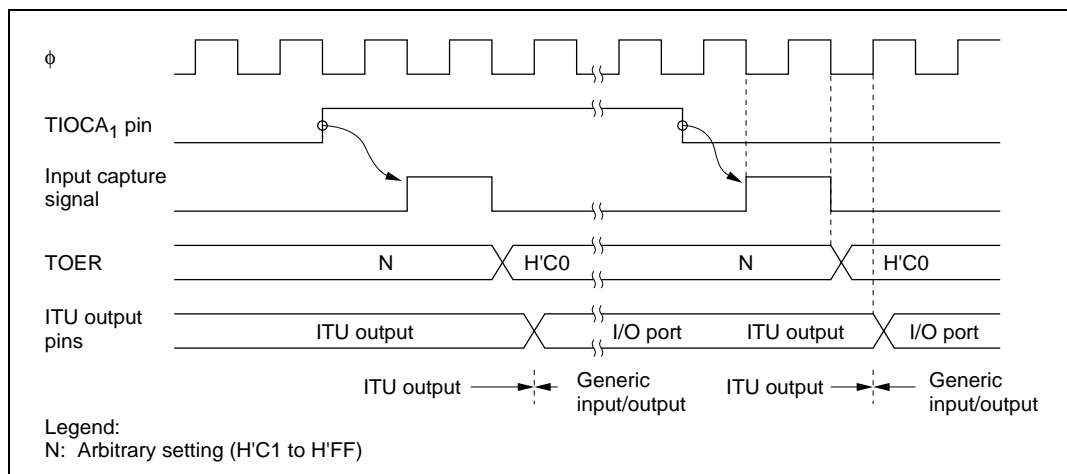 ϕ
TIOCA1 pin
Input capture
signal
TOER
N
H'C0
N
H'C0
ITU output
pins
ITU output
I/O port
ITU output
I/O port
ITU output
Generic
input/output
ITU output
Generic
input/output
Legend:
N: Arbitrary setting (H'C1 to H'FF)